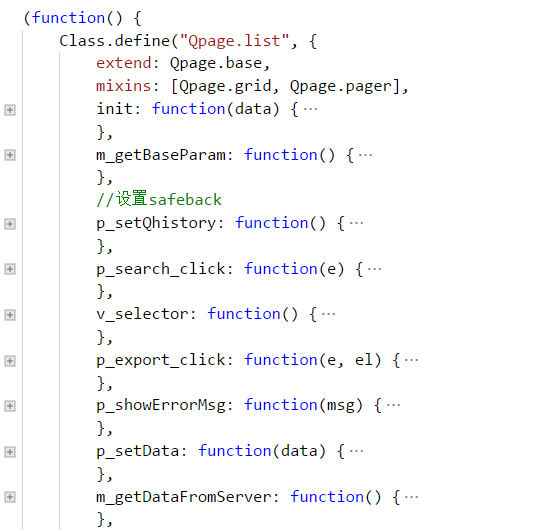 (function() {
Class.define("Qpage.list", {
extend: Qpage.base,
mixins: [Qpage.grid, Qpage.pager],
init: function(data) {···
},
m_getBaseParam: function() {···
},
//设置safeback
p_setQhistory: function() {···
},
p_search_click: function(e) {···
},
v_selector: function() {···
},
p_export_click: function(e, el) {···
},
p_showErrorMsg: function(msg) {···
},
p_setData: function(data) {···
},
m_getDataFromServer: function() {···
},